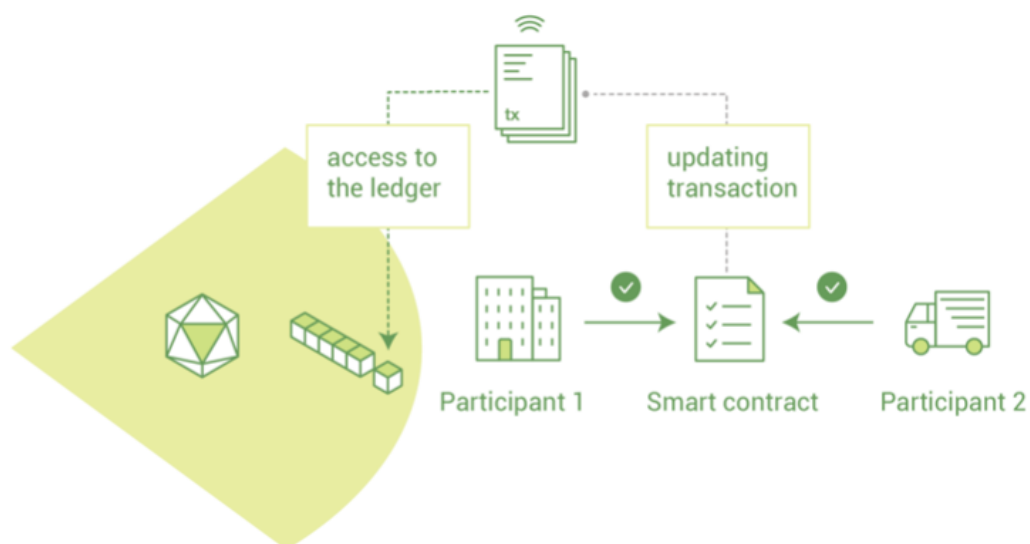 tx
access to
the ledger
updating
transaction
Participant 1
Smart contract
Participant 2